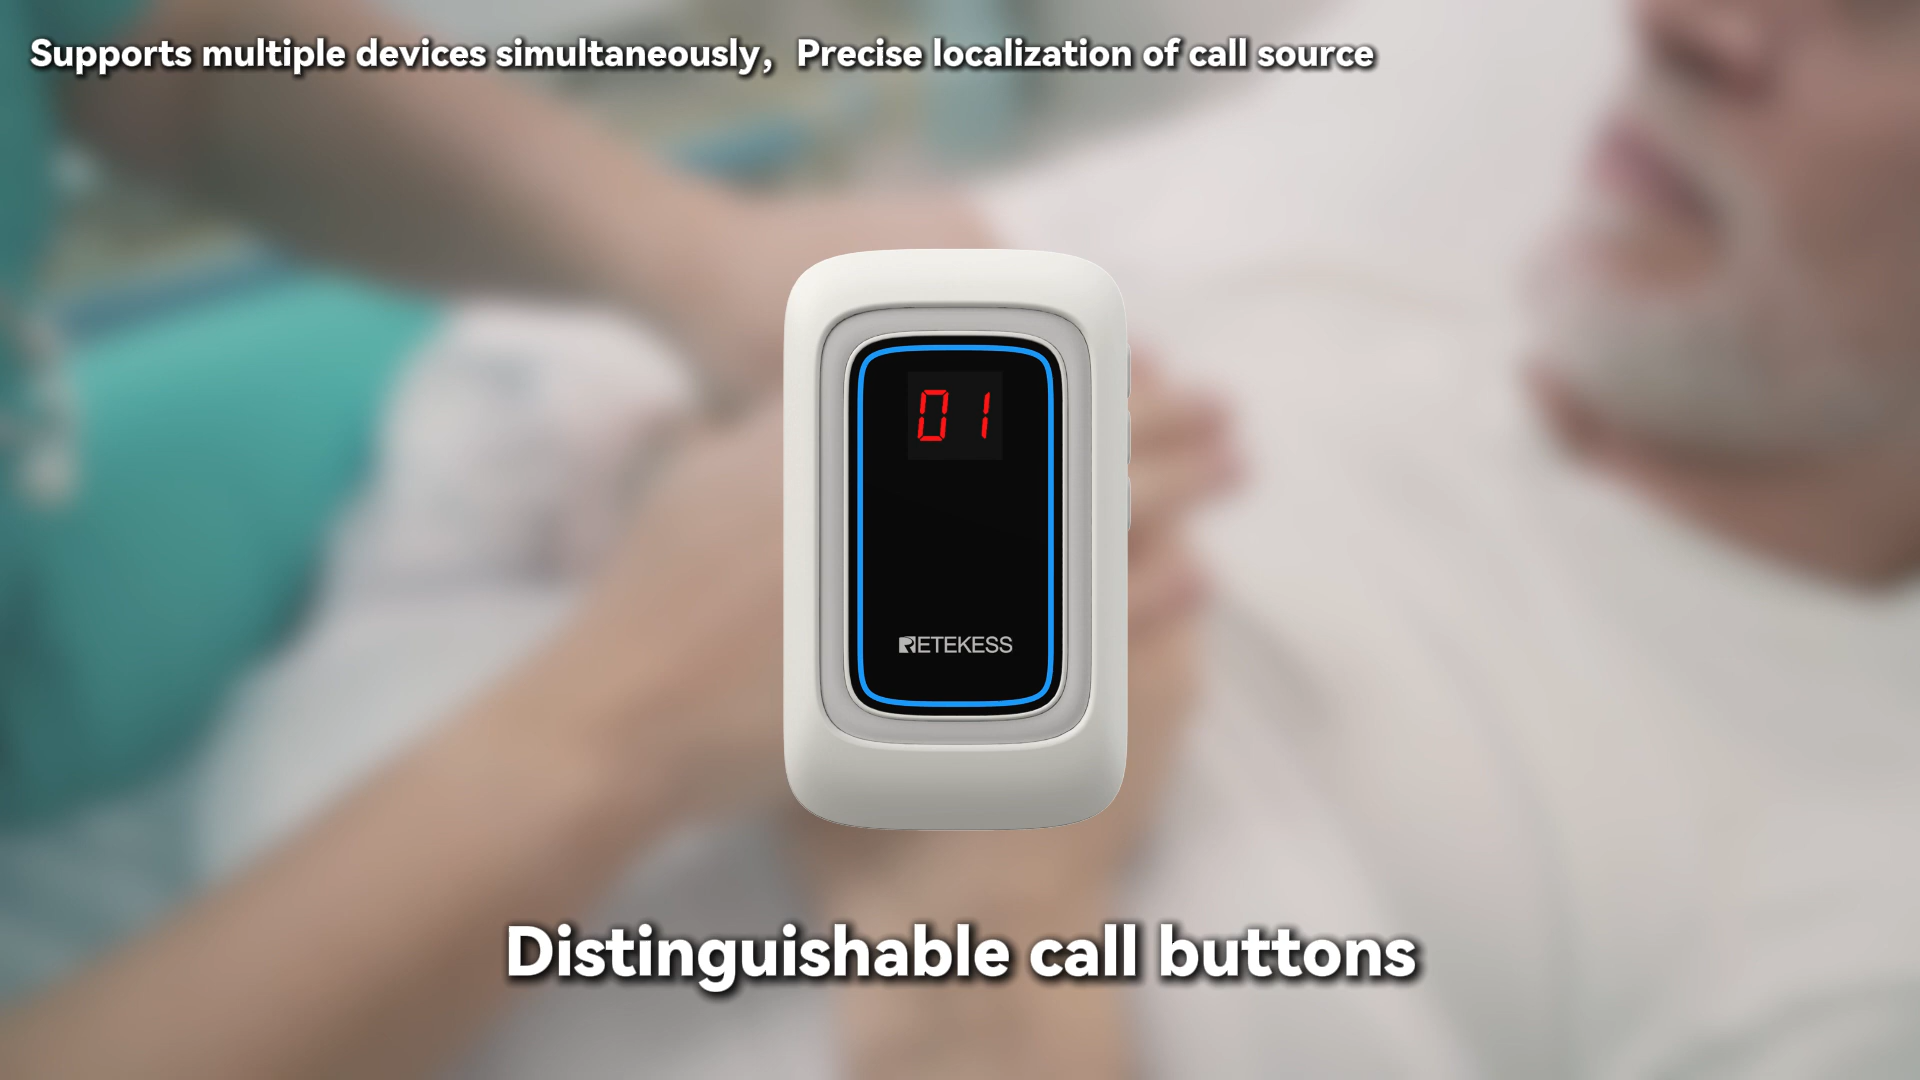 Supports multiple devices simultaneously，Precise localization of call source
01
RETEKESS
Distinguishable call buttons